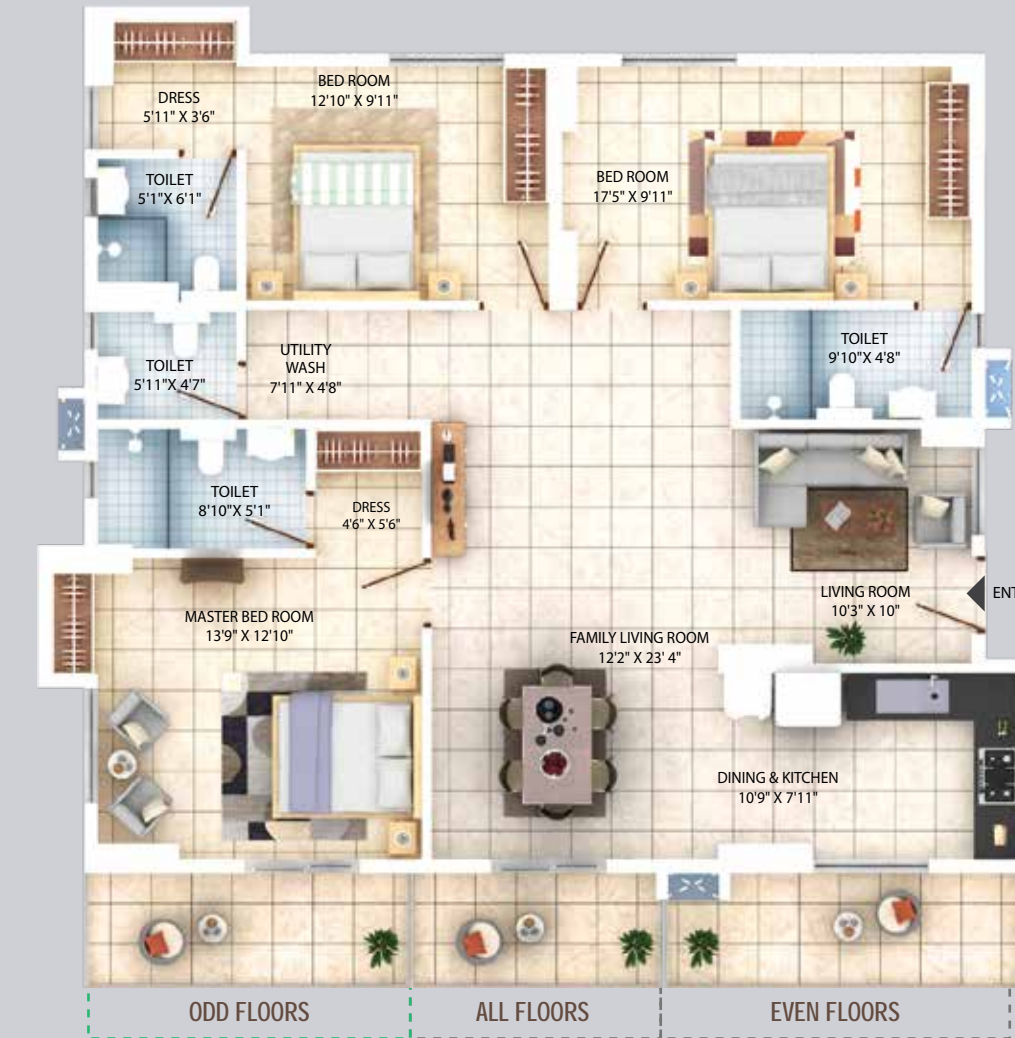 BED ROOM
12'10" X 9'11"
DRESS
5'11" X 3'6"
TOILET
5'1"X 6'1"
BED ROOM
17'5" X 9'11"
UTILITY
WASH
7'11" X 4'8"
TOILET
5'11"X 4'7"
TOILET
9'10"X 4'8"
TOILET
8'10"X 5'1"
DRESS
4'6" X 5'6"
LIVING ROOM
10'3" X 10"
ENT
MASTER BED ROOM
13'9" X 12'10"
FAMILY LIVING ROOM
12'2" X 23' 4"
DINING & KITCHEN
10'9" X 7'11"
ODD FLOORS
ALL FLOORS
EVEN FLOORS